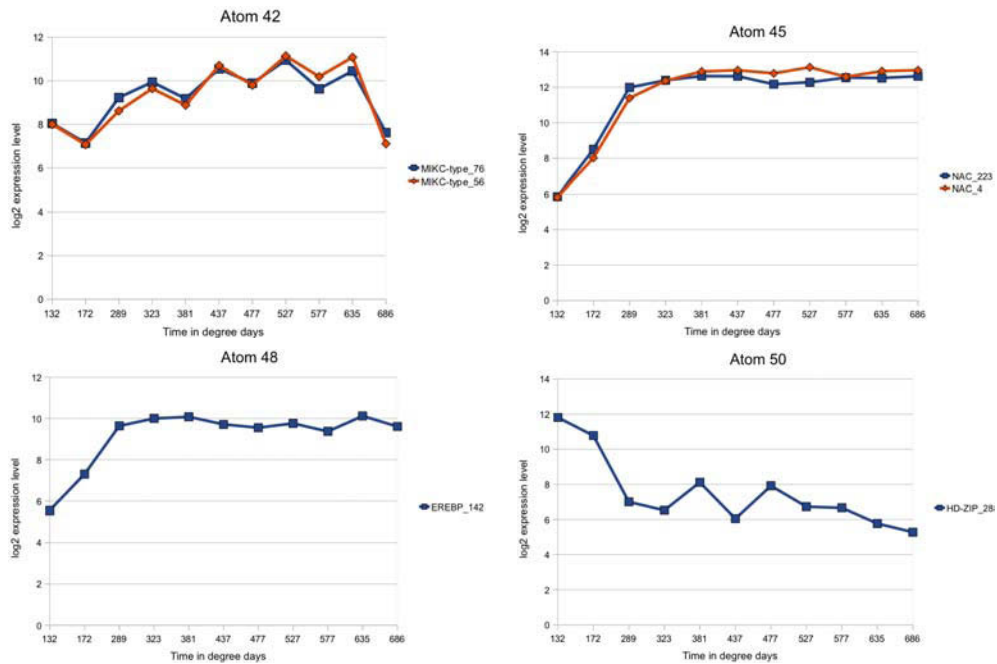 Atom 42
12
10
8
6
4
2
0
132 172 289 323 381 437 477 527 577 635 686
log2 expression level
Time in degree days
MIKC-type_76
MIKC-type_56
Atom 45
14
12
10
8
6
4
2
0
132 172 289 323 381 437 477 527 577 635 686
log2 expression level
Time in degree days
NAC_223
NAC_4
Atom 48
12
10
8
6
4
2
0
132 172 289 323 381 437 477 527 577 635 686
log2 expression level
Time in degree days
EREBP_142
Atom 50
14
12
10
8
6
4
2
0
132 172 289 323 381 437 477 527 577 635 686
log2 expression level
Time in degree days